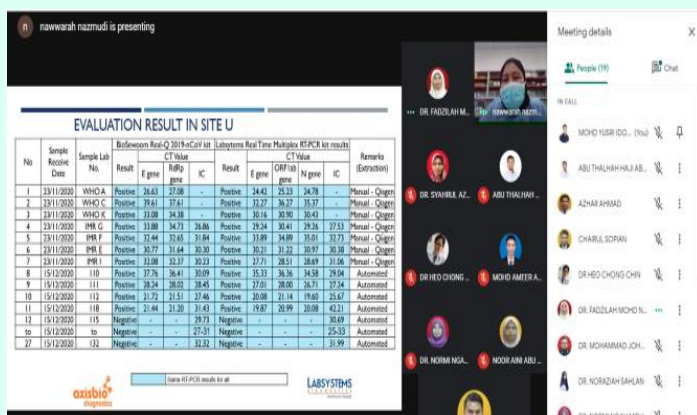 n nawwarah nazmudi is presenting
EVALUATION RESULT IN SITE U
No Sample Receive Date Sample Lab No. BioSewoom Real-Q 2019-nCoV kit Labsystems Real Time Multiplex RT-PCR kit results Remarks (Extraction)
Result CT Value Result CT Value
E gene RdRp gene IC E gene ORF1ab gene N gene IC
1 23/11/2020 WHO A Positive 26.63 27.08 - Positive 24.42 25.23 24.78 - Manual - Qiagen
2 23/11/2020 WHO C Positive 39.61 37.61 - Positive 32.27 36.27 35.37 - Manual - Qiagen
3 23/11/2020 WHO K Positive 33.08 34.38 - Positive 30.16 30.90 30.43 - Manual - Qiagen
4 23/11/2020 IMR G Positive 33.88 34.73 26.86 Positive 29.24 30.41 29.26 27.53 Manual - Qiagen
5 23/11/2020 IMR F Positive 32.44 32.65 31.84 Positive 33.89 34.89 35.01 32.73 Manual - Qiagen
6 23/11/2020 IMR E Positive 30.77 31.64 30.30 Positive 30.21 31.22 30.97 30.38 Manual - Qiagen
7 23/11/2020 IMR I Positive 32.08 32.37 30.23 Positive 27.71 28.51 28.69 31.06 Manual - Qiagen
8 15/12/2020 110 Positive 37.76 36.41 30.09 Positive 35.33 36.36 34.58 29.04 Automated
9 15/12/2020 111 Positive 28.24 28.02 28.45 Positive 27.01 28.00 26.71 27.24 Automated
10 15/12/2020 112 Positive 21.72 21.51 27.46 Positive 20.08 21.14 19.60 25.67 Automated
11 15/12/2020 118 Positive 21.44 21.20 31.43 Positive 19.87 20.99 20.08 42.21 Automated
12 15/12/2020 115 Negative - - 29.73 Negative - - - 30.69 Automated
to 15/12/2020 to Negative - - 27-31 Negative - - - 25-33 Automated
27 15/12/2020 132 Negative - - 32.32 Negative - - - 31.99 Automated
Same RT-PCR results for all
axisbio
diagnostics
LABSYSTEMS
DR. FADZILAH M...
nawwarah nazm...
DR. SYAHRUL AZ...
ABU THALHAH ...
DR HEO CHONG ...
MOHD AMEER A...
DR. NORMI NGA...
NOOR AINI ABU ...
Meeting details X
People (19) Chat
IN CALL
MOHD YUSRI IDO... (You)
ABU THALHAH HAJI AB...
AZHAR AHMAD
CHAIRUL SOPIAN
DR HEO CHONG CHIN
DR. FADZILAH MOHD N...
DR. MOHAMMAD JOH...
DR. NORAZIAH SAHLAN